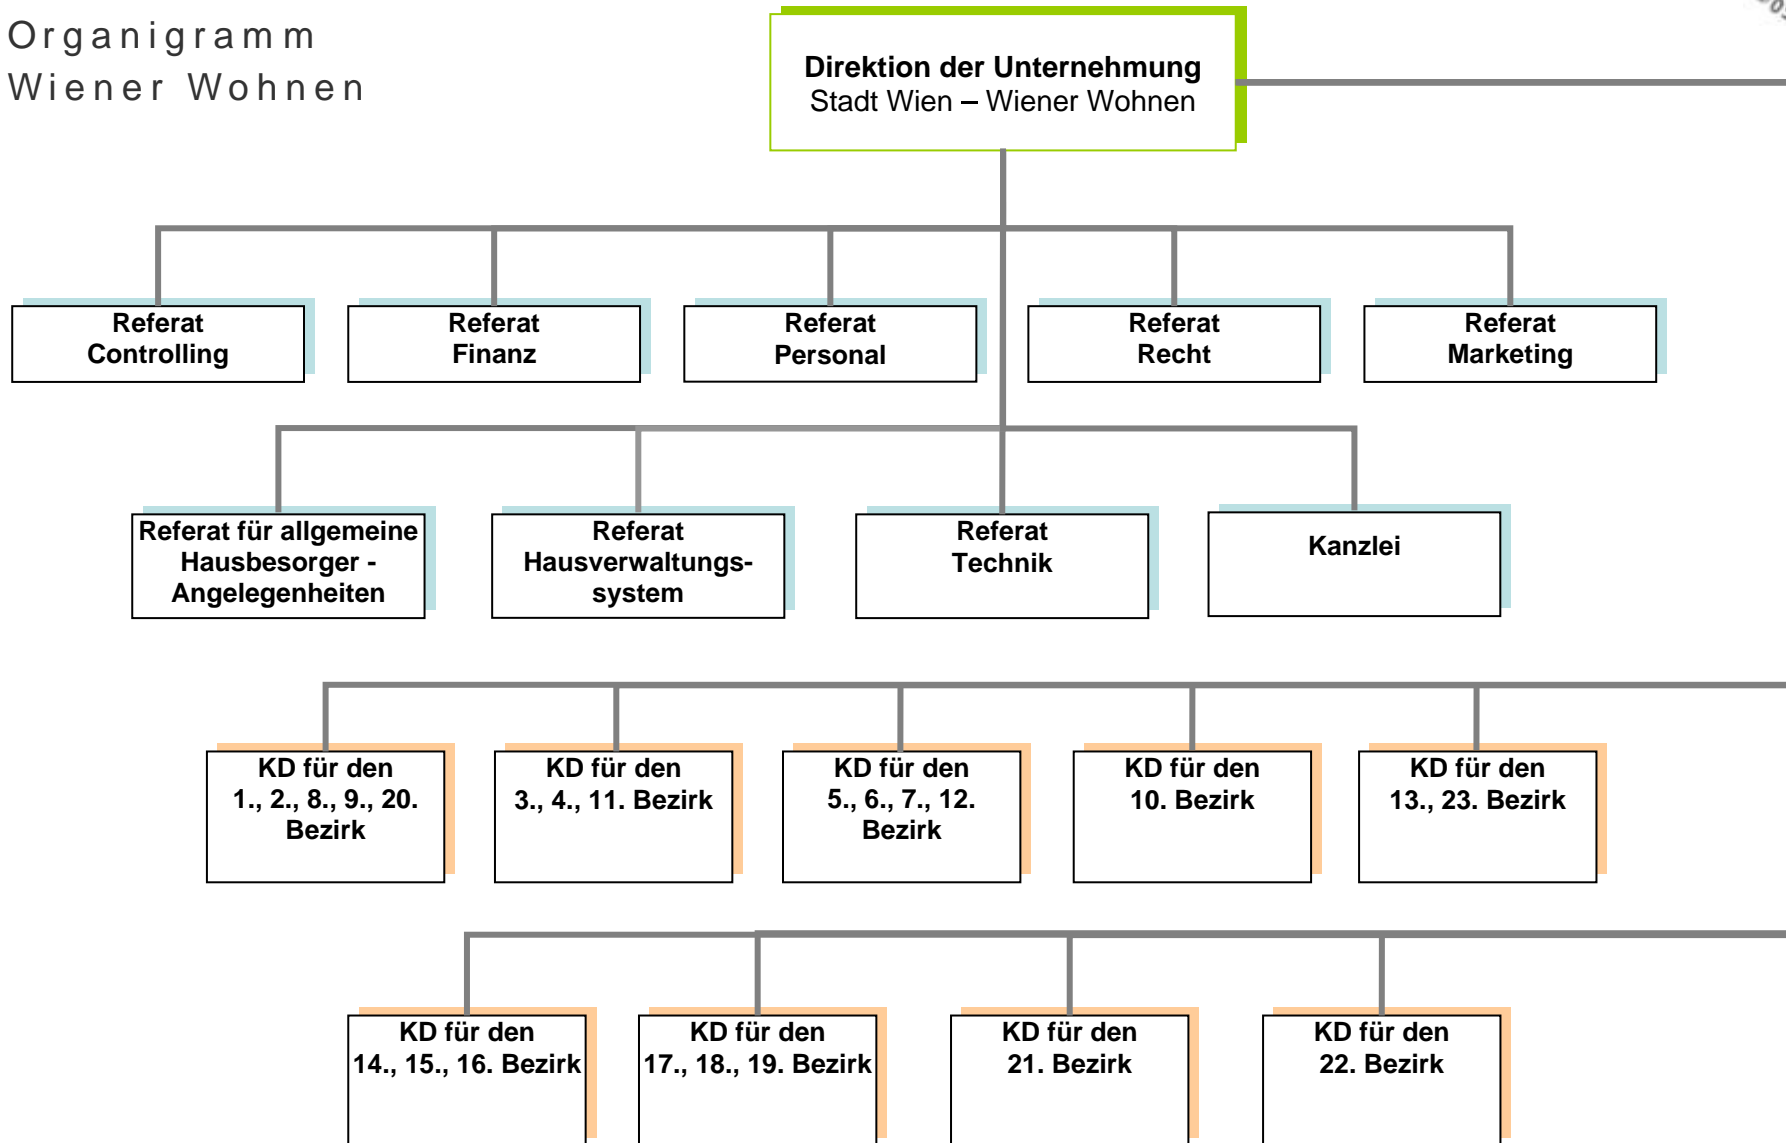 Organigramm
Wiener Wohnen
Direktion der Unternehmung
Stadt Wien – Wiener Wohnen
Referat
Controlling
Referat
Finanz
Referat
Personal
Referat
Recht
Referat
Marketing
Referat für allgemeine
Hausbesorger -
Angelegenheiten
Referat
Hausverwaltungs-
system
Referat
Technik
Kanzlei
KD für den
1., 2., 8., 9., 20.
Bezirk
KD für den
3., 4., 11. Bezirk
KD für den
5., 6., 7., 12.
Bezirk
KD für den
10. Bezirk
KD für den
13., 23. Bezirk
KD für den
14., 15., 16. Bezirk
KD für den
17., 18., 19. Bezirk
KD für den
21. Bezirk
KD für den
22. Bezirk